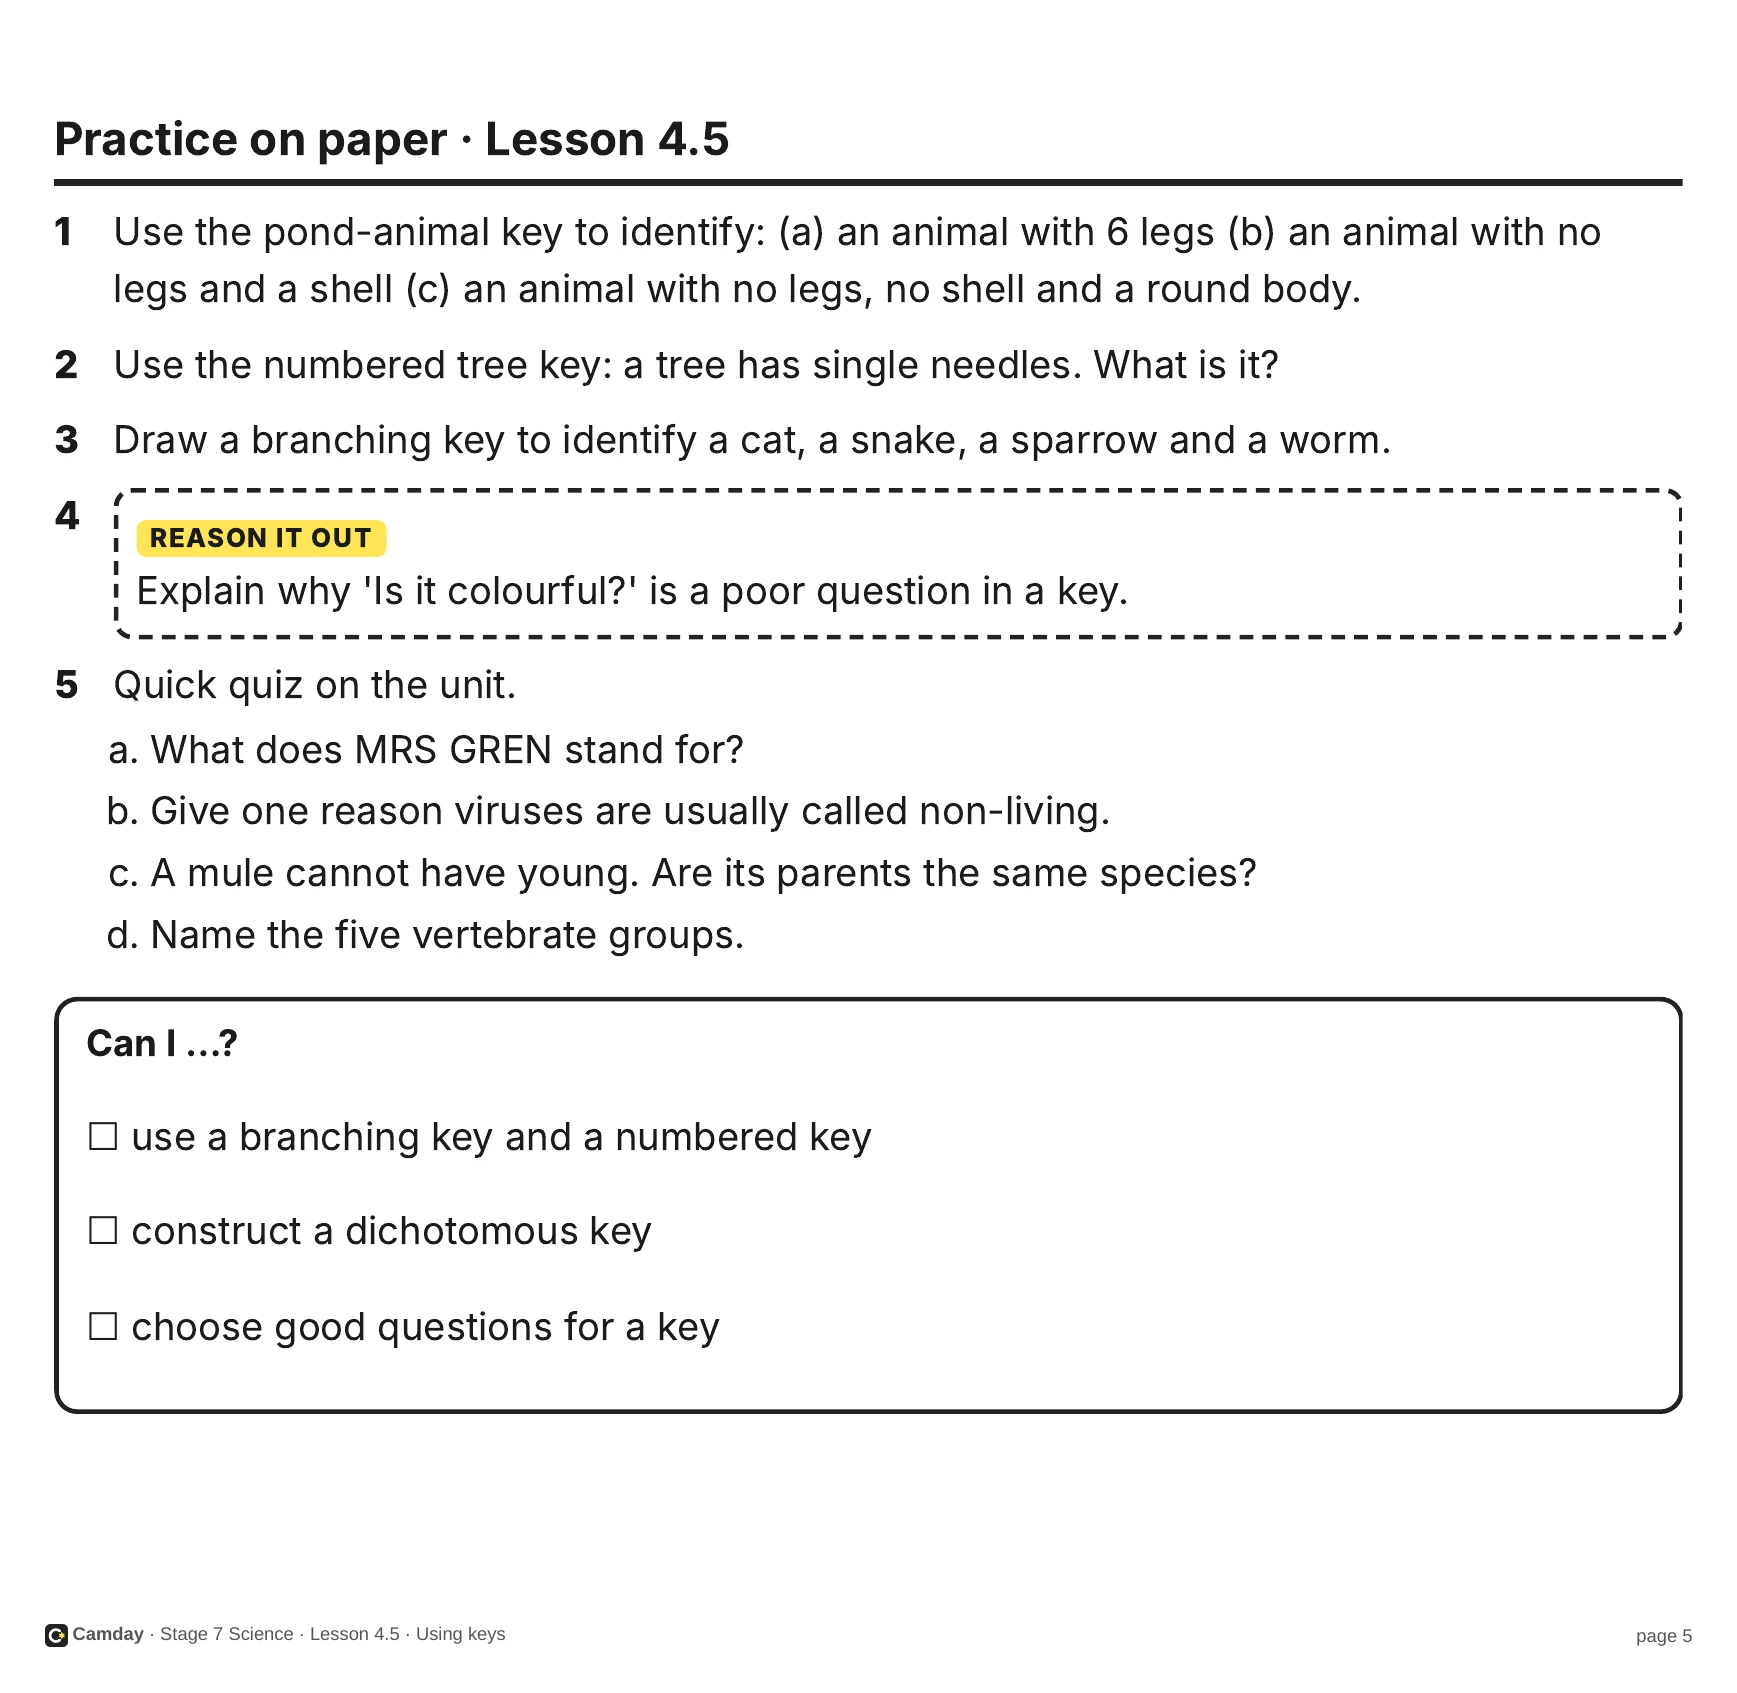 Practice on paper · Lesson 4.5
1 Use the pond-animal key to identify: (a) an animal with 6 legs (b) an animal with no
legs and a shell (c) an animal with no legs, no shell and a round body.
2 Use the numbered tree key: a tree has single needles. What is it?
3 Draw a branching key to identify a cat, a snake, a sparrow and a worm.
4
REASON IT OUT
Explain why 'Is it colourful?' is a poor question in a key.
5 Quick quiz on the unit.
a. What does MRS GREN stand for?
b. Give one reason viruses are usually called non-living.
c. A mule cannot have young. Are its parents the same species?
d. Name the five vertebrate groups.
Can I …?
☐ use a branching key and a numbered key
☐ construct a dichotomous key
☐ choose good questions for a key
Camday · Stage 7 Science · Lesson 4.5 · Using keys
page 5